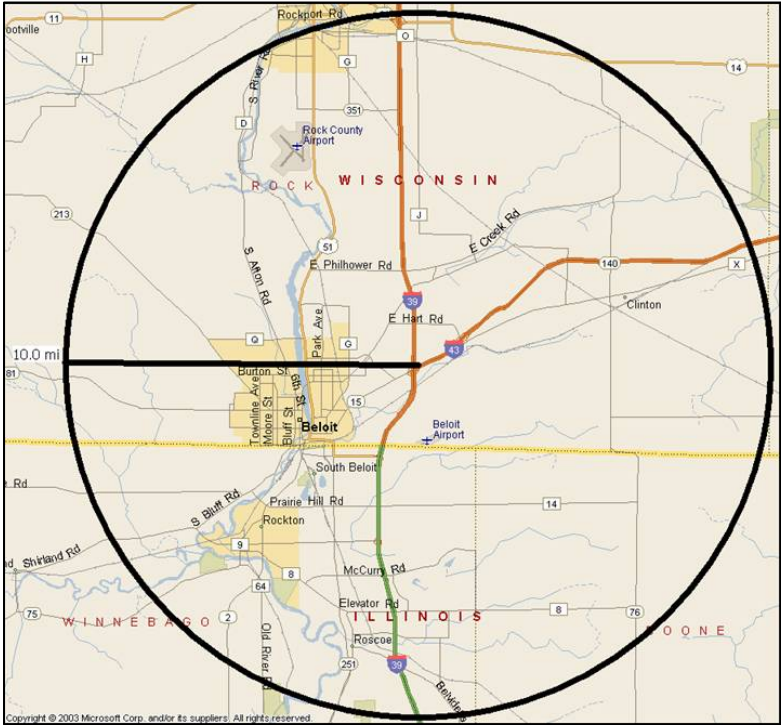 11
ootville
Rockport Rd
O
H
G
14
S River Rd
351
D
Rock County
Airport
ROCK
WISCONSIN
213
J
S Afton Rd
51
E Creek Rd
E Philhower Rd
140
X
39
Clinton
Park Ave
E Hart Rd
Q
G
43
10.0 mi
81
Burton St
6th St
15
Townline Ave
Moore St
Bluff St
Beloit
Beloit
Airport
South Beloit
e Rd
S Bluff Rd
Prairie Hill Rd
14
Rockton
9
nd
Shirland Rd
McCurry Rd
64
8
Elevator Rd
8
75
WINNEBAGO
2
ILLINOIS
76
BOONE
Old River Rd
Roscoe
251
39
Belvidere
Copyright © 2003 Microsoft Corp. and/or its suppliers. All rights reserved.